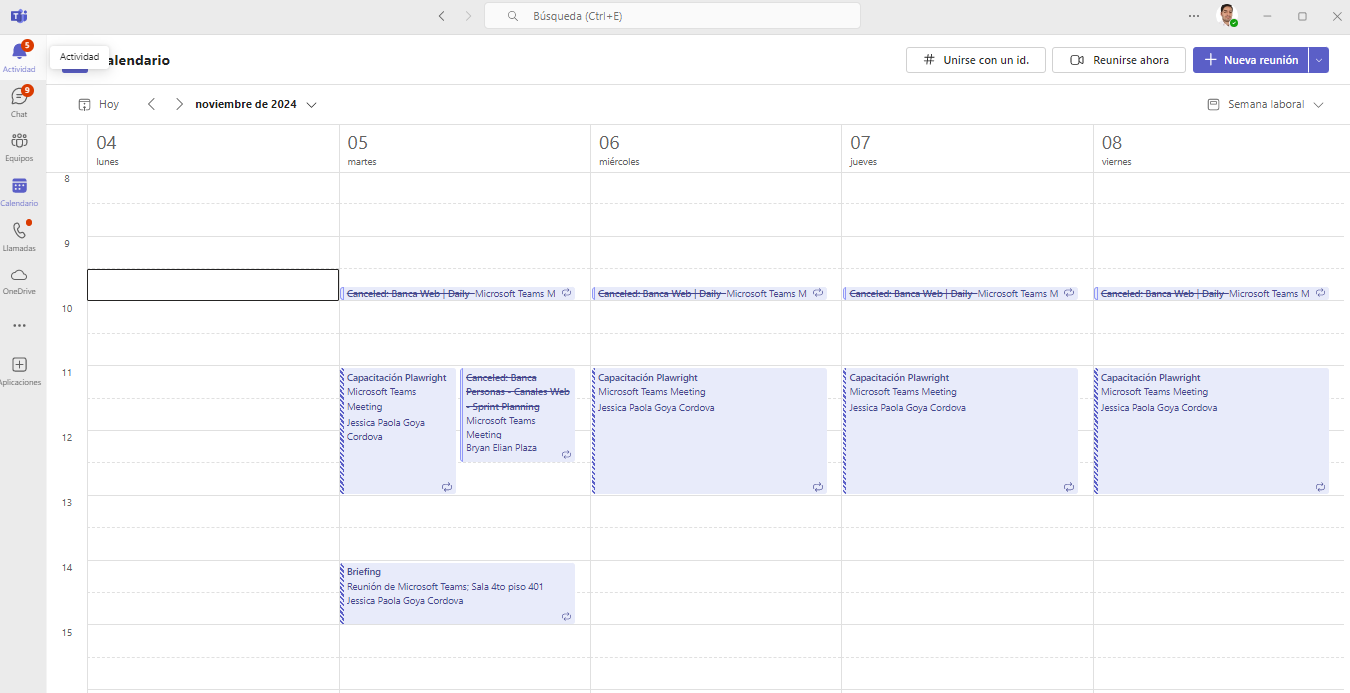 Búsqueda (Ctrl+E)
5
Actividad
Actividad
alendario
Unirse con un id.
Reunirse ahora
Nueva reunión
9
Chat
Equipos
Calendario
Llamadas
OneDrive
plicaciones
Hoy
noviembre de 2024
Semana laboral
04
lunes
05
martes
06
miércoles
07
jueves
08
viernes
8
9
Canceled: Banca Web | Daily Microsoft Teams M
Canceled: Banca Web | Daily Microsoft Teams M
Canceled: Banca Web | Daily Microsoft Teams M
Canceled: Banca Web | Daily Microsoft Teams M
10
11
Capacitación Plawright
Microsoft Teams
Meeting
Jessica Paola Goya
Cordova
Canceled: Banca
Personas - Canales Web
- Sprint Planning
Microsoft Teams
Meeting
Bryan Elian Plaza
Capacitación Plawright
Microsoft Teams Meeting
Jessica Paola Goya Cordova
Capacitación Plawright
Microsoft Teams Meeting
Jessica Paola Goya Cordova
Capacitación Plawright
Microsoft Teams Meeting
Jessica Paola Goya Cordova
12
13
14
Briefing
Reunión de Microsoft Teams; Sala 4to piso 401
Jessica Paola Goya Cordova
15